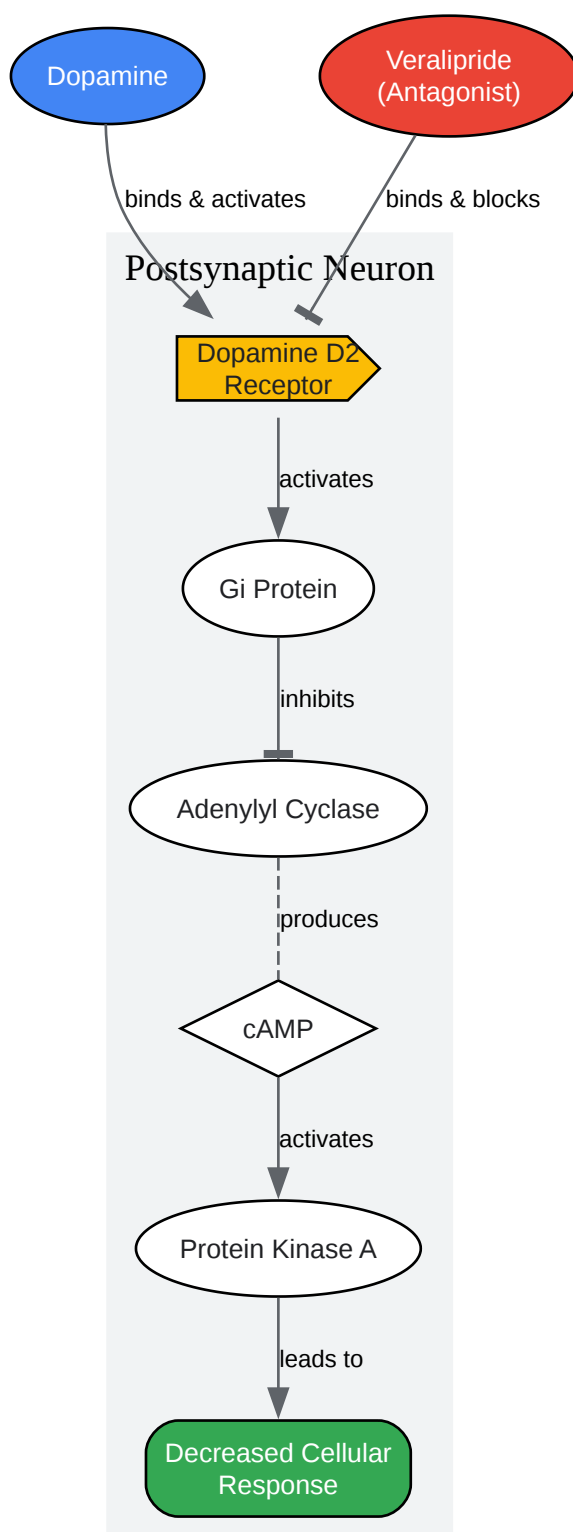 Dopamine
Veralipride
(Antagonist)
binds & activates
binds & blocks
Postsynaptic Neuron
Dopamine D2
Receptor
activates
Gi Protein
inhibits
Adenylyl Cyclase
produces
cAMP
activates
Protein Kinase A
leads to
Decreased Cellular
Response